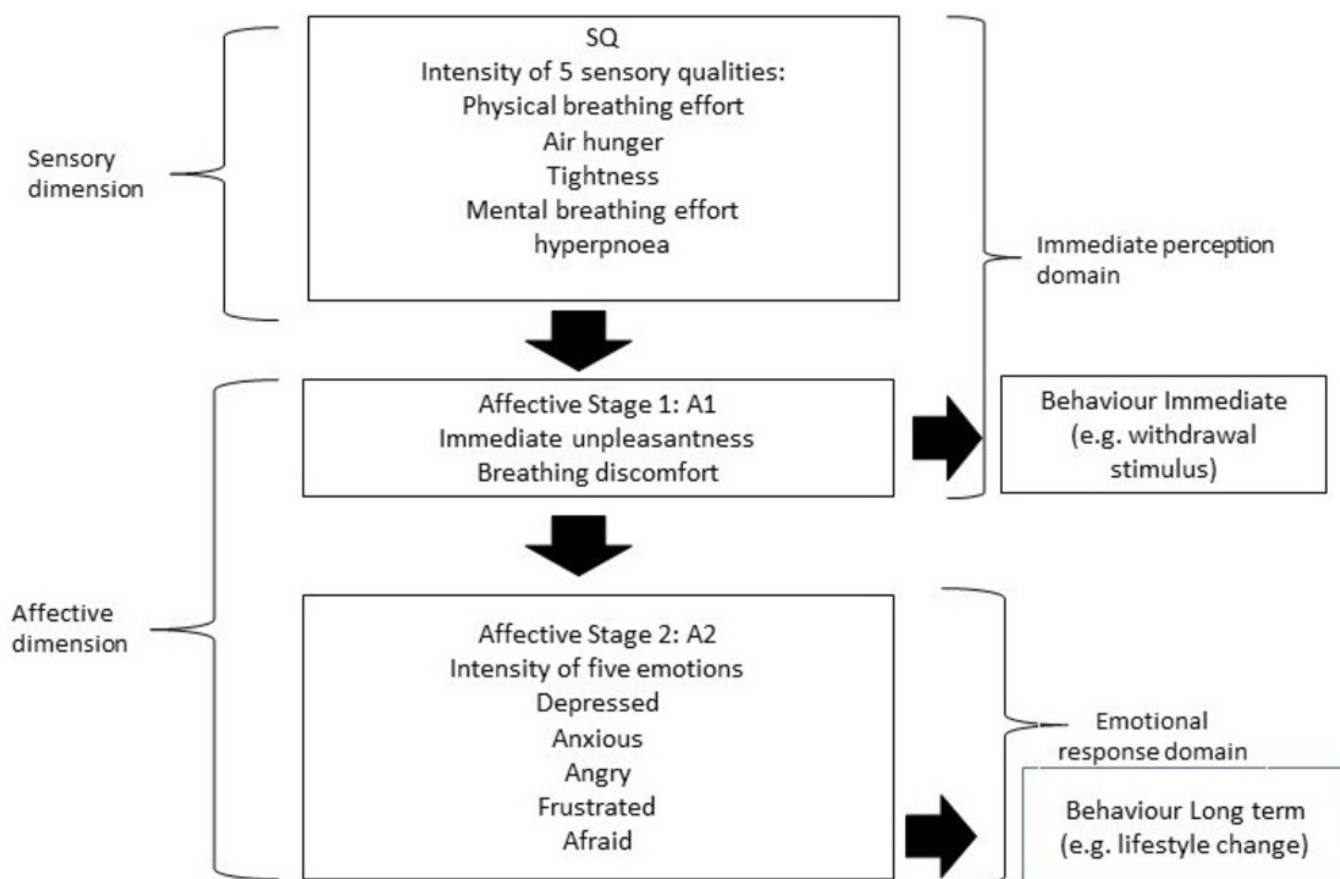 SQ
Intensity of 5 sensory qualities:
Physical breathing effort
Air hunger
Tightness
Mental breathing effort
hyperpnoea
Sensory
dimension
Immediate perception
domain
Affective Stage 1: A1
Immediate unpleasantness
Breathing discomfort
Behaviour Immediate
(e.g. withdrawal
stimulus)
Affective
dimension
Affective Stage 2: A2
Intensity of five emotions
Depressed
Anxious
Angry
Frustrated
Afraid
Emotional
response domain
Behaviour Long term
(e.g. lifestyle change)